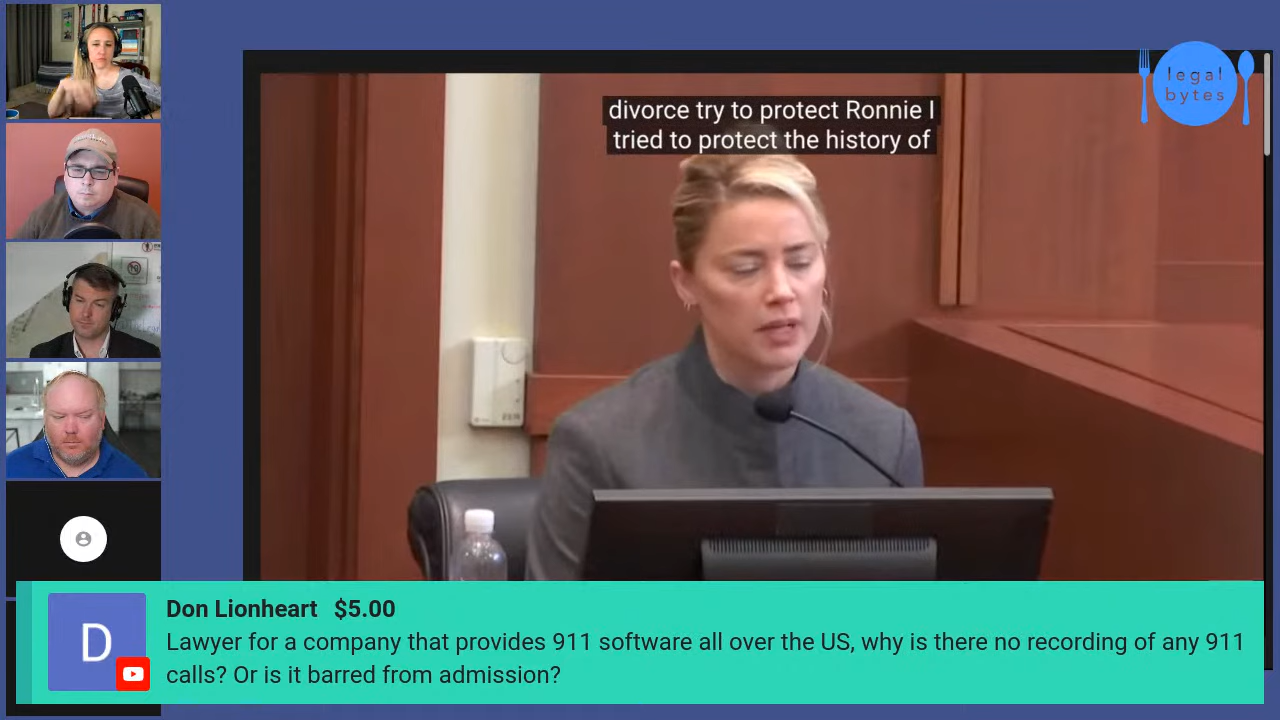 legal
bytes
divorce try to protect Ronnie I
tried to protect the history of
D
Don Lionheart $5.00
Lawyer for a company that provides 911 software all over the US, why is there no recording of any 911
calls? Or is it barred from admission?